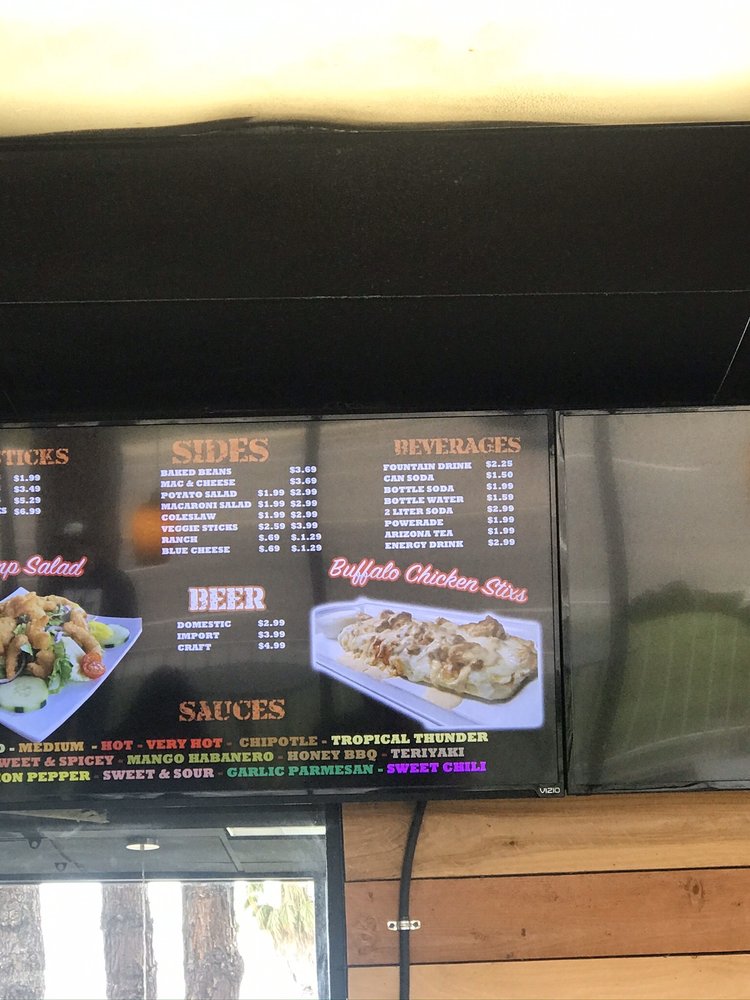 TICKS
$1.99
$3.49
$5.29
KS $6.99
SIDES
BAKED BEANS $3.69
MAC & CHEESE $3.69
POTATO SALAD $1.99 $2.99
MACARONI SALAD $1.99 $2.99
COLESLAW $1.99 $2.99
VEGGIE STICKS $2.59 $3.99
RANCH $.69 $.1.29
BLUE CHEESE $.69 $.1.29
BEVERAGES
FOUNTAIN DRINK $2.25
CAN SODA $1.50
BOTTLE SODA $1.99
BOTTLE WATER $1.59
2 LITER SODA $2.99
POWERADE $1.99
ARIZONA TEA $1.99
ENERGY DRINK $2.99
mp Salad
Buffalo Chicken Stixs
BEER
DOMESTIC $2.99
IMPORT $3.99
CRAFT $4.99
SAUCES
D - MEDIUM - HOT - VERY HOT - CHIPOTLE - TROPICAL THUNDER
WEET & SPICEY - MANGO HABANERO - HONEY BBQ - TERIYAKI
ON PEPPER - SWEET & SOUR - GARLIC PARMESAN - SWEET CHILI
VIZIO